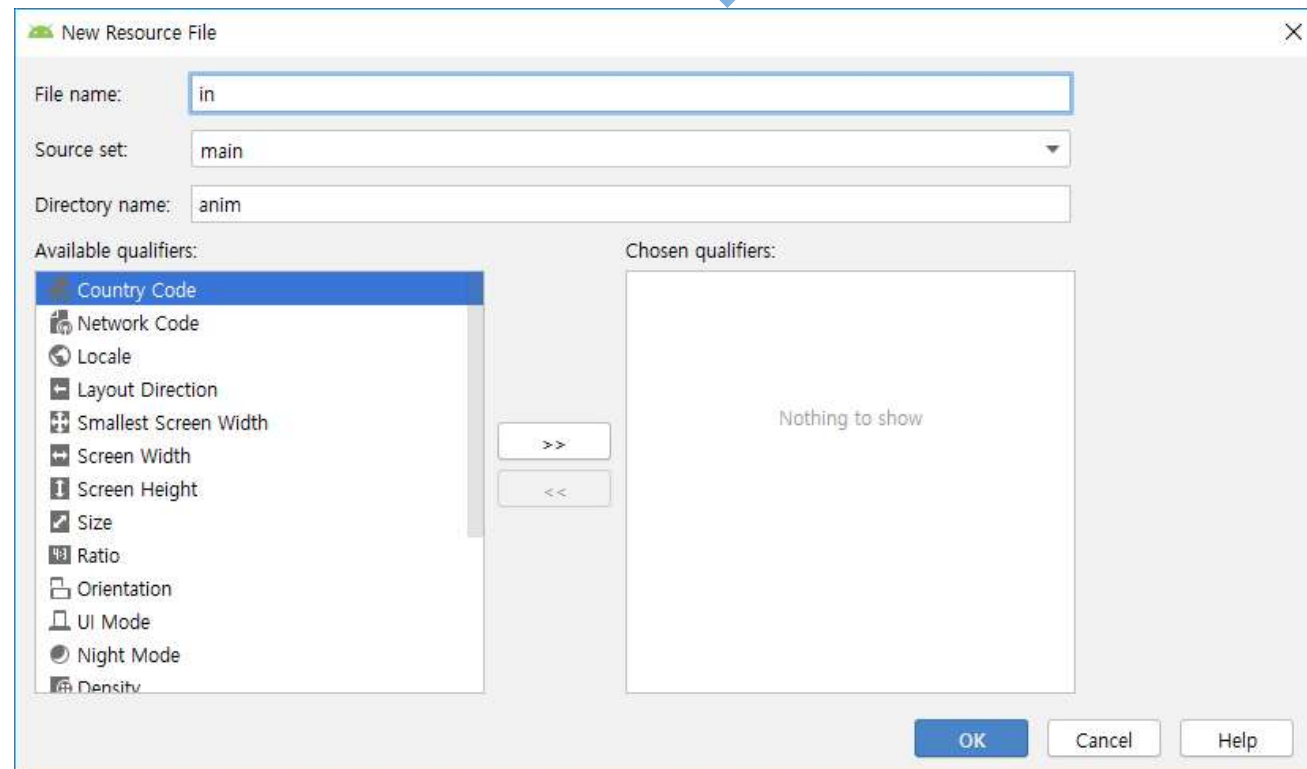 New Resource File
File name: in
Source set: main
Directory name: anim
Available qualifiers:
Chosen qualifiers:
Country Code
Network Code
Locale
Layout Direction
Smallest Screen Width
Screen Width
Screen Height
Size
Ratio
Orientation
UI Mode
Night Mode
Density
>>
<<
Nothing to show
OK
Cancel
Help